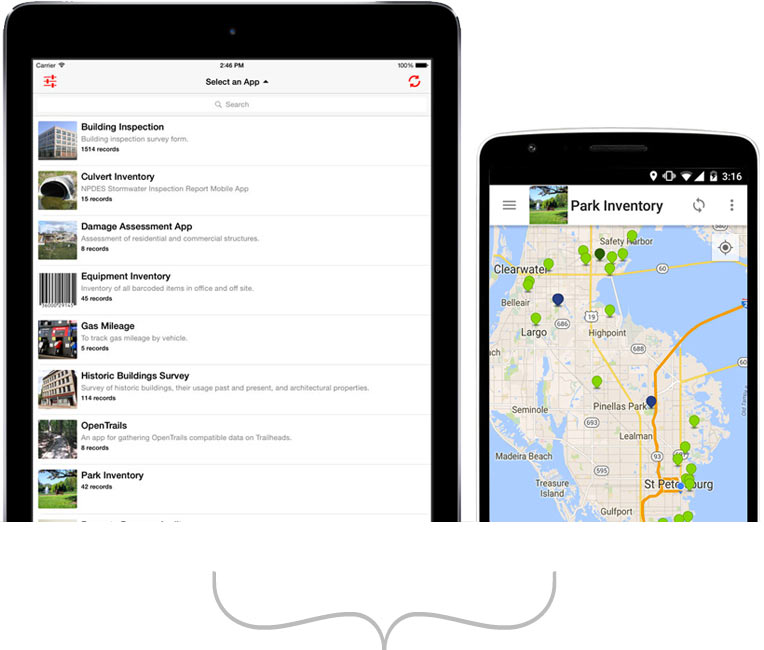 Carrier 2:46 PM 100%
Select an App
Search
Building Inspection
Building inspection survey form.
1514 records
Culvert Inventory
NPDES Stormwater Inspection Report Mobile App
15 records
Damage Assessment App
Assessment of residential and commercial structures.
8 records
Equipment Inventory
Inventory of all barcoded items in office and off site.
45 records
Gas Mileage
To track gas mileage by vehicle.
5 records
Historic Buildings Survey
Survey of historic buildings, their usage past and present, and architectural properties.
114 records
OpenTrails
An app for gathering OpenTrails compatible data on Trailheads.
8 records
Park Inventory
42 records
3:16
Park Inventory
580
Safety Harbor
Clearwater
60
Belleair
19
686
Largo
Highpoint
688
60
Pinellas Park
Seminole
693
Lealman
Madeira Beach
93
595
Treasure
Island
St Petersburg
Gulfport